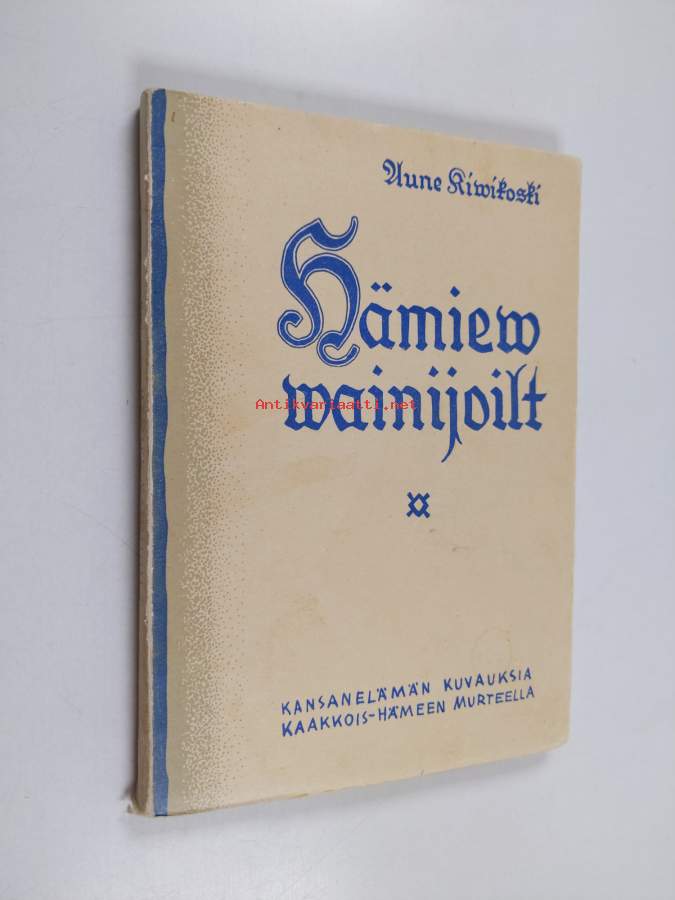 Aune Kiwikoski
Hämiew
wainijoilt
Antikvariaatti.net
KANSANELÄMÄN KUVAUKSIA
KAAKKOIS-HÄMEEN MURTEELLA